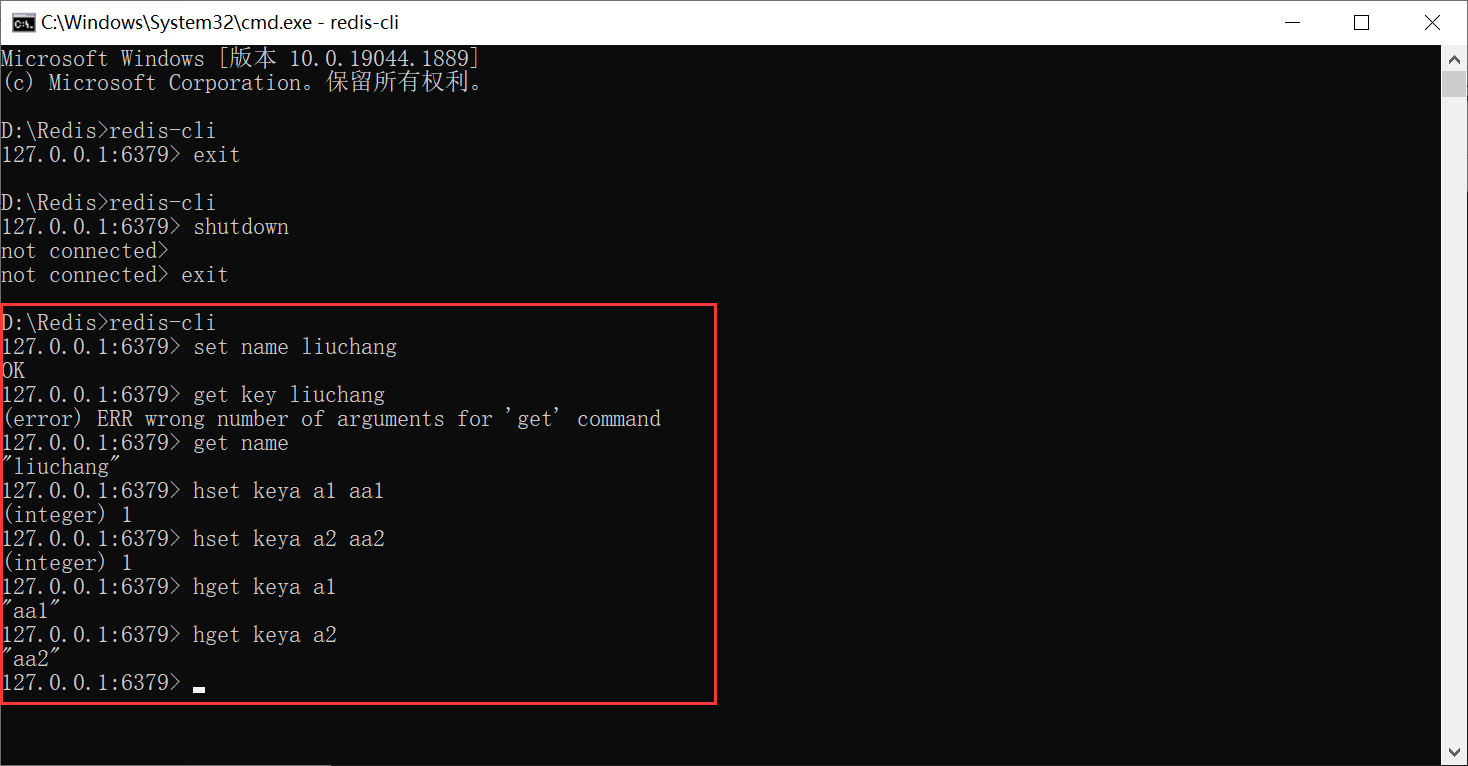 C:\Windows\System32\cmd.exe - redis-cli
Microsoft Windows [版本 10.0.19044.1889]
(c) Microsoft Corporation。保留所有权利。
D:\Redis>redis-cli
127.0.0.1:6379> exit
D:\Redis>redis-cli
127.0.0.1:6379> shutdown
not connected>
not connected> exit
D:\Redis>redis-cli
127.0.0.1:6379> set name liuchang
OK
127.0.0.1:6379> get key liuchang
(error) ERR wrong number of arguments for 'get' command
127.0.0.1:6379> get name
"liuchang"
127.0.0.1:6379> hset keya a1 aa1
(integer) 1
127.0.0.1:6379> hset keya a2 aa2
(integer) 1
127.0.0.1:6379> hget keya a1
"aa1"
127.0.0.1:6379> hget keya a2
"aa2"
127.0.0.1:6379>